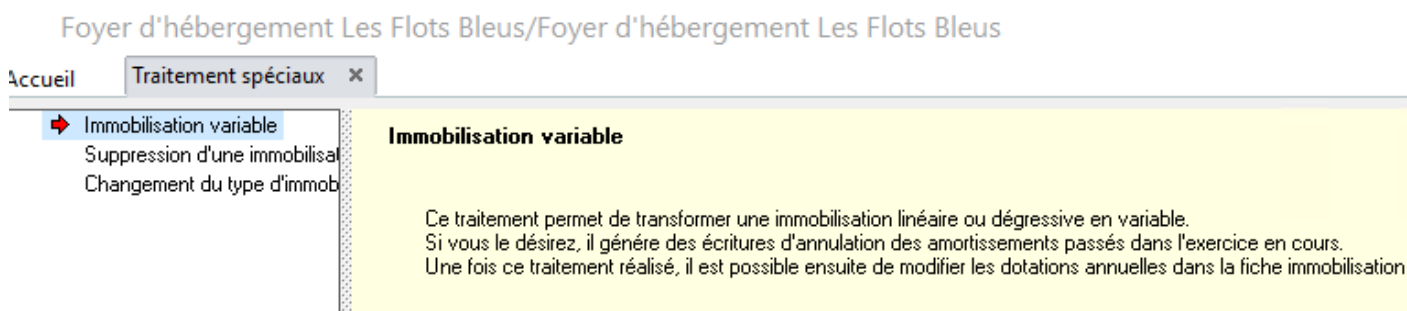 Foyer d'hébergement Les Flots Bleus/Foyer d'hébergement Les Flots Bleus
Accueil Traitement spéciaux ×
Immobilisation variable
Suppression d'une immobilisat
Changement du type d'immob
Immobilisation variable
Ce traitement permet de transformer une immobilisation linéaire ou dégressive en variable.
Si vous le désirez, il génére des écritures d'annulation des amortissements passés dans l'exercice en cours.
Une fois ce traitement réalisé, il est possible ensuite de modifier les dotations annuelles dans la fiche immobilisation